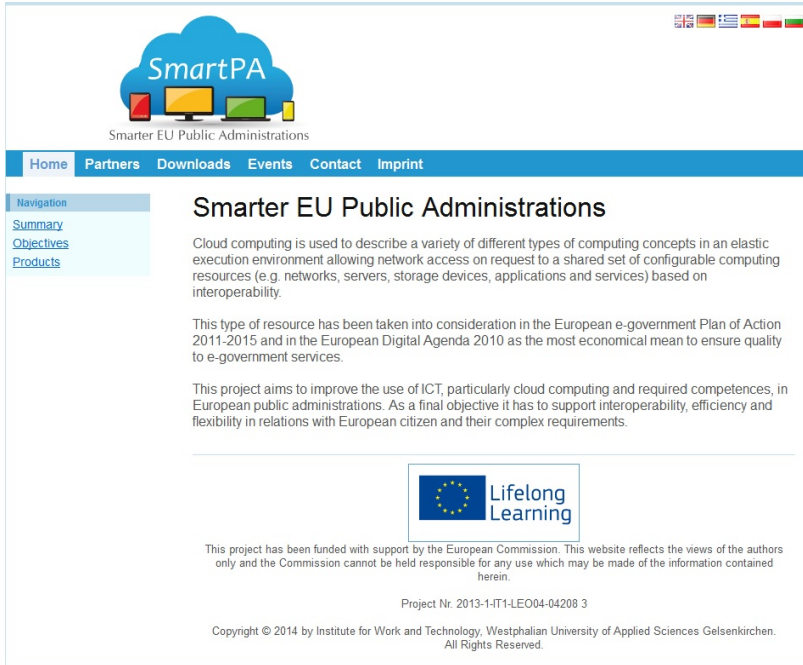 SmartPA
Smarter EU Public Administrations
Home Partners Downloads Events Contact Imprint
Navigation
Summary
Objectives
Products
Smarter EU Public Administrations
Cloud computing is used to describe a variety of different types of computing concepts in an elastic
execution environment allowing network access on request to a shared set of configurable computing
resources (e.g. networks, servers, storage devices, applications and services) based on
interoperability.
This type of resource has been taken into consideration in the European e-government Plan of Action
2011-2015 and in the European Digital Agenda 2010 as the most economical mean to ensure quality
to e-government services.
This project aims to improve the use of ICT, particularly cloud computing and required competences, in
European public administrations. As a final objective it has to support interoperability, efficiency and
flexibility in relations with European citizen and their complex requirements.
Lifelong
Learning
This project has been funded with support by the European Commission. This website reflects the views of the authors
only and the Commission cannot be held responsible for any use which may be made of the information contained
herein.
Project Nr. 2013-1-IT1-LEO04-04208 3
Copyright © 2014 by Institute for Work and Technology, Westphalian University of Applied Sciences Gelsenkirchen.
All Rights Reserved.